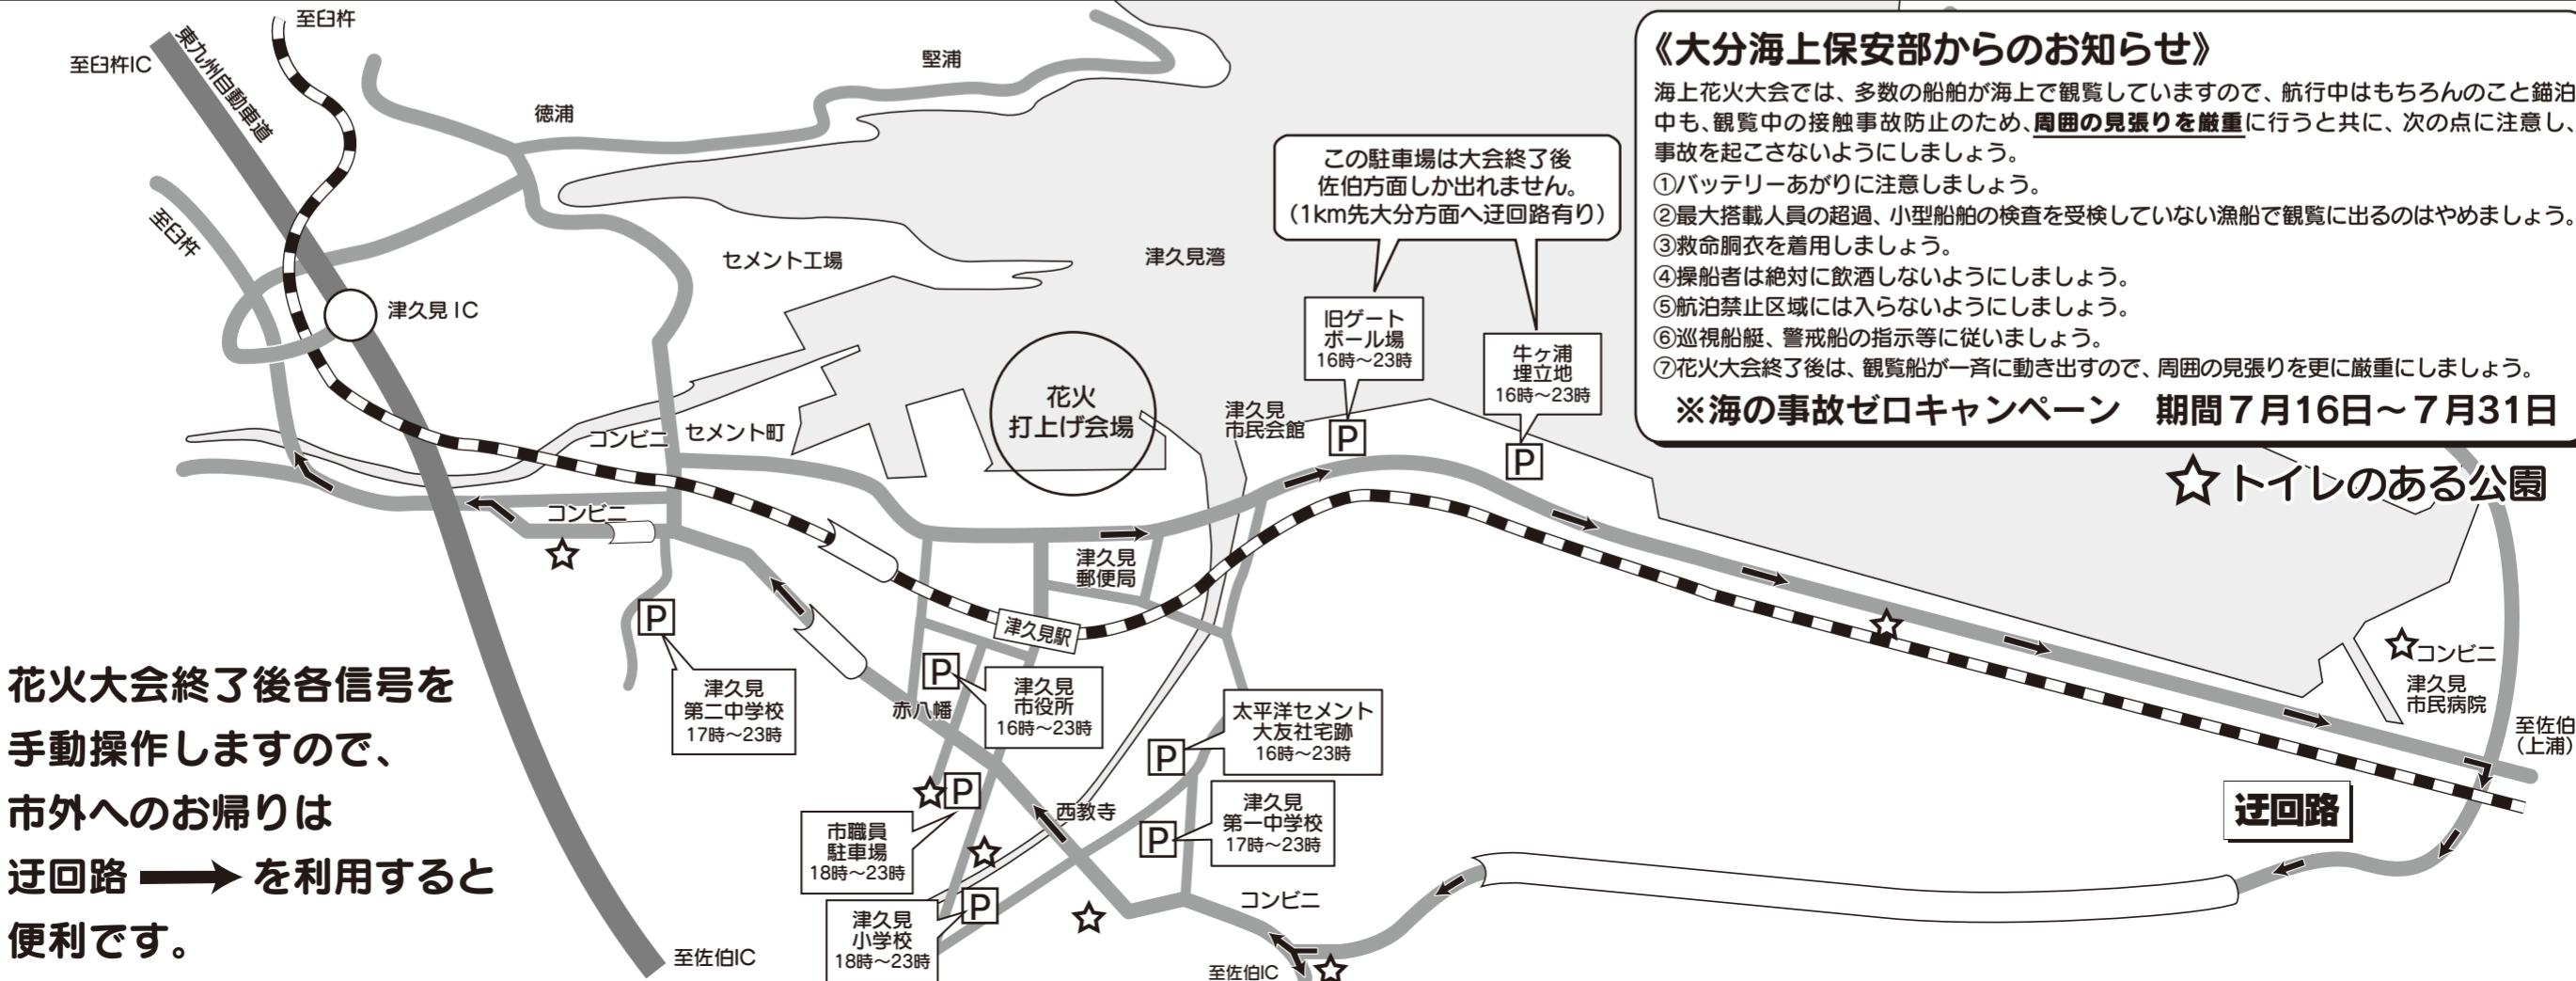 至臼杵
至臼杵IC
東九州自動車道
至臼杵
堅浦
徳浦
セメント工場
津久見湾
津久見 IC
コンビニ
セメント町
コンビニ
花火
打上げ会場
この駐車場は大会終了後
佐伯方面しか出れません。
（1km先大分方面へ迂回路有り）
旧ゲート
ボール場
16時～23時
牛ヶ浦
埋立地
16時～23時
津久見
市民会館
P
P
《大分海上保安部からのお知らせ》
海上花火大会では、多数の船舶が海上で観覧していますので、航行中はもちろんのこと錨泊
中も、観覧中の接触事故防止のため、周囲の見張りを厳重に行うと共に、次の点に注意し、
事故を起こさないようにしましょう。
①バッテリーあがりに注意しましょう。
②最大搭載人員の超過、小型船舶の検査を受検していない漁船で観覧に出るのはやめましょう。
③救命胴衣を着用しましょう。
④操船者は絶対に飲酒しないようにしましょう。
⑤航泊禁止区域には入らないようにしましょう。
⑥巡視船艇、警戒船の指示等に従いましょう。
⑦花火大会終了後は、観覧船が一斉に動き出すので、周囲の見張りを更に厳重にしましょう。
※海の事故ゼロキャンペーン　期間７月16日～７月31日
☆トイレのある公園
津久見
郵便局
津久見駅
P
津久見
第二中学校
17時～23時
P
津久見
市役所
16時～23時
赤八幡
太平洋セメント
大友社宅跡
16時～23時
P
津久見
第一中学校
17時～23時
P
P
市職員
駐車場
18時～23時
西教寺
P
津久見
小学校
18時～23時
コンビニ
至佐伯IC
至佐伯IC
コンビニ
津久見
市民病院
至佐伯
（上浦）
迂回路
花火大会終了後各信号を
手動操作しますので、
市外へのお帰りは
迂回路 → を利用すると
便利です。